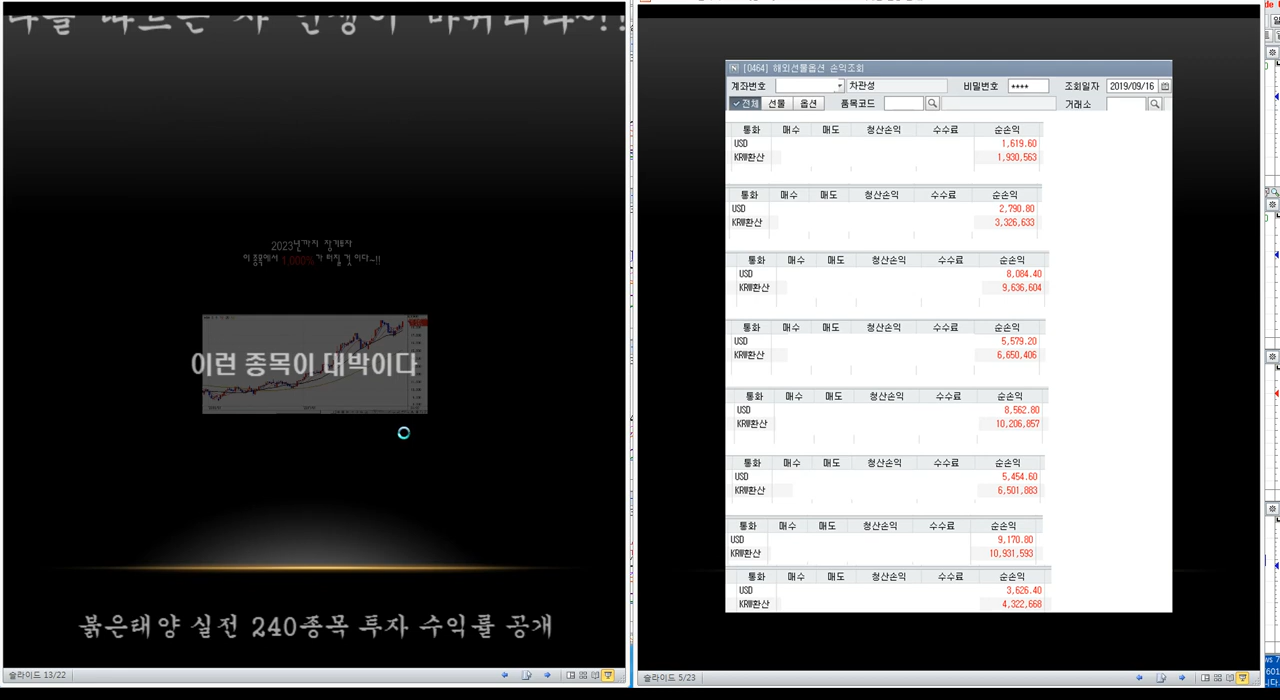 나를 따르는 자 인생이 바뀌리라~!!
2023년까지 장기투자
이 종목에서 1,000%가 터질 것 이다~!!
이런 종목이 대박이다
붉은태양 실전 240종목 투자 수익률 공개
슬라이드 13/22
[0464] 해외선물옵션 손익조회
계좌번호 차관성 비밀번호 **** 조회일자 2019/09/16
전체 선물 옵션 품목코드 거래소
통화 매수 매도 청산손익 수수료 순손익
USD 1,619.60
KRW환산 1,930,563
통화 매수 매도 청산손익 수수료 순손익
USD 2,790.80
KRW환산 3,326,633
통화 매수 매도 청산손익 수수료 순손익
USD 8,084.40
KRW환산 9,636,604
통화 매수 매도 청산손익 수수료 순손익
USD 5,579.20
KRW환산 6,650,406
통화 매수 매도 청산손익 수수료 순손익
USD 8,562.80
KRW환산 10,206,857
통화 매수 매도 청산손익 수수료 순손익
USD 5,454.60
KRW환산 6,501,883
통화 매수 매도 청산손익 수수료 순손익
USD 9,170.80
KRW환산 10,931,593
통화 매수 매도 청산손익 수수료 순손익
USD 3,626.40
KRW환산 4,322,668
슬라이드 5/23